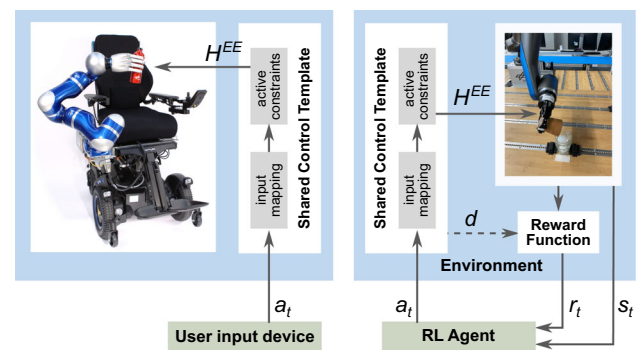 H^EE
active
constraints
input
mapping
Shared Control Template
a_t
User input device
Shared Control Template
active
constraints
input
mapping
H^EE
d
Reward
Function
Environment
a_t
r_t
s_t
RL Agent